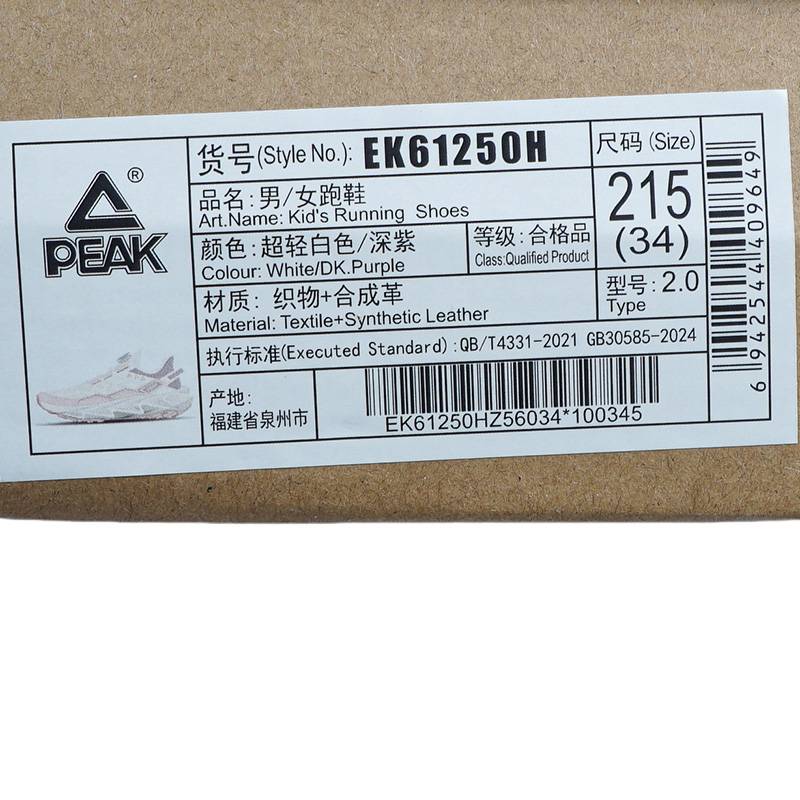 ®
PEAK
货号(Style No.): EK61250H
尺码 (Size)
品名: 男/女跑鞋
Art.Name: Kid's Running Shoes
215
(34)
颜色: 超轻白色/深紫
Colour: White/DK.Purple
等级: 合格品
Class:Qualified Product
材质: 织物+合成革
Material: Textile+Synthetic Leather
型号: 2.0
Type
执行标准(Executed Standard):QB/T4331-2021 GB30585-2024
产地:
福建省泉州市
EK61250HZ56034*100345
6942544409649